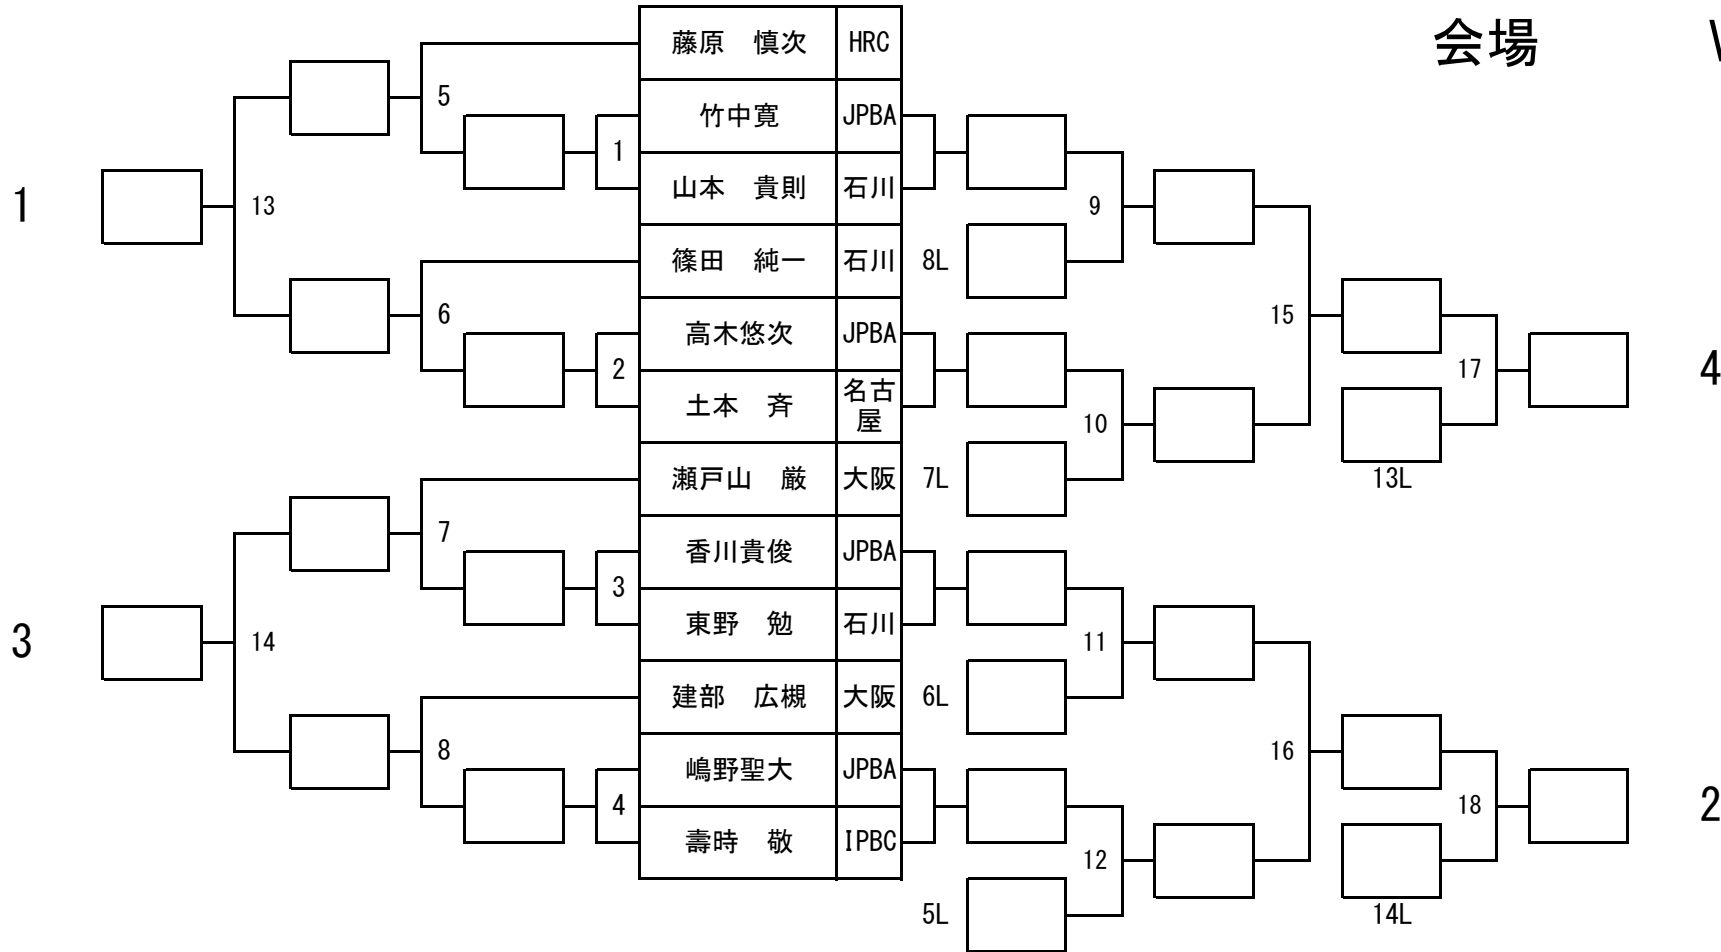 会場
藤原　慎次 HRC
5
竹中寛 JPBA
1
山本　貴則 石川
1 13 9
篠田　純一 石川 8L
6 高木悠次 JPBA 15
2 17 4
土本　斉 名古
屋
10
瀬戸山　厳 大阪 7L 13L
7
香川貴俊 JPBA
3
東野　勉 石川
3 14 11
建部　広槻 大阪 6L
8 16
嶋野聖大 JPBA
4 18 2
壽時　敬 IPBC
12
5L 14L